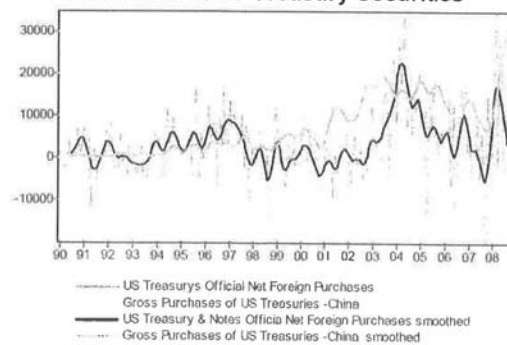 Treasury Securities
30000
20000
10000
0
-10000
90 91 92 93 94 95 96 97 98 99 00 01 02 03 04 05 06 07 08
US Treasurys Official Net Foreign Purchases
Gross Purchases of US Treasuries -China
US Treasury & Notes Officia Net Foreign Purchases smoothed
Gross Purchases of US Treasuries -China smoothed